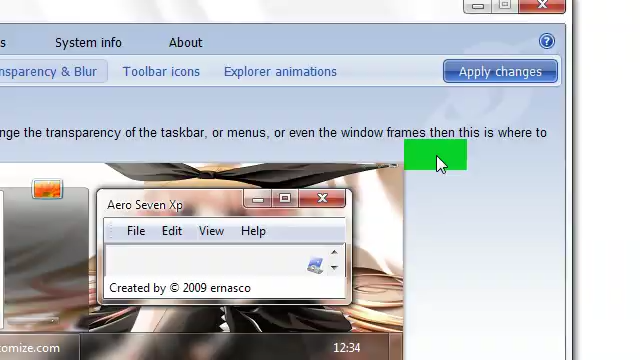 s System info About
nsparency & Blur Toolbar icons Explorer animations Apply changes
nge the transparency of the taskbar, or menus, or even the window frames then this is where to
Aero Seven Xp
File Edit View Help
Created by © 2009 ernasco
tomize.com 12:34